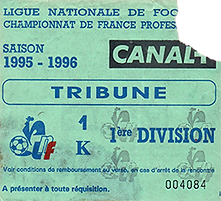 LIGUE NATIONALE DE FOO
CHAMPIONNAT DE FRANCE PROFES
SAISON
1995 - 1996
CANAL+
TRIBUNE
1
K
1ere DIVISION
Voir conditions de remboursement au verso, en cas d'arrêt de la rencontre
A présenter à toute réquisition.
004084